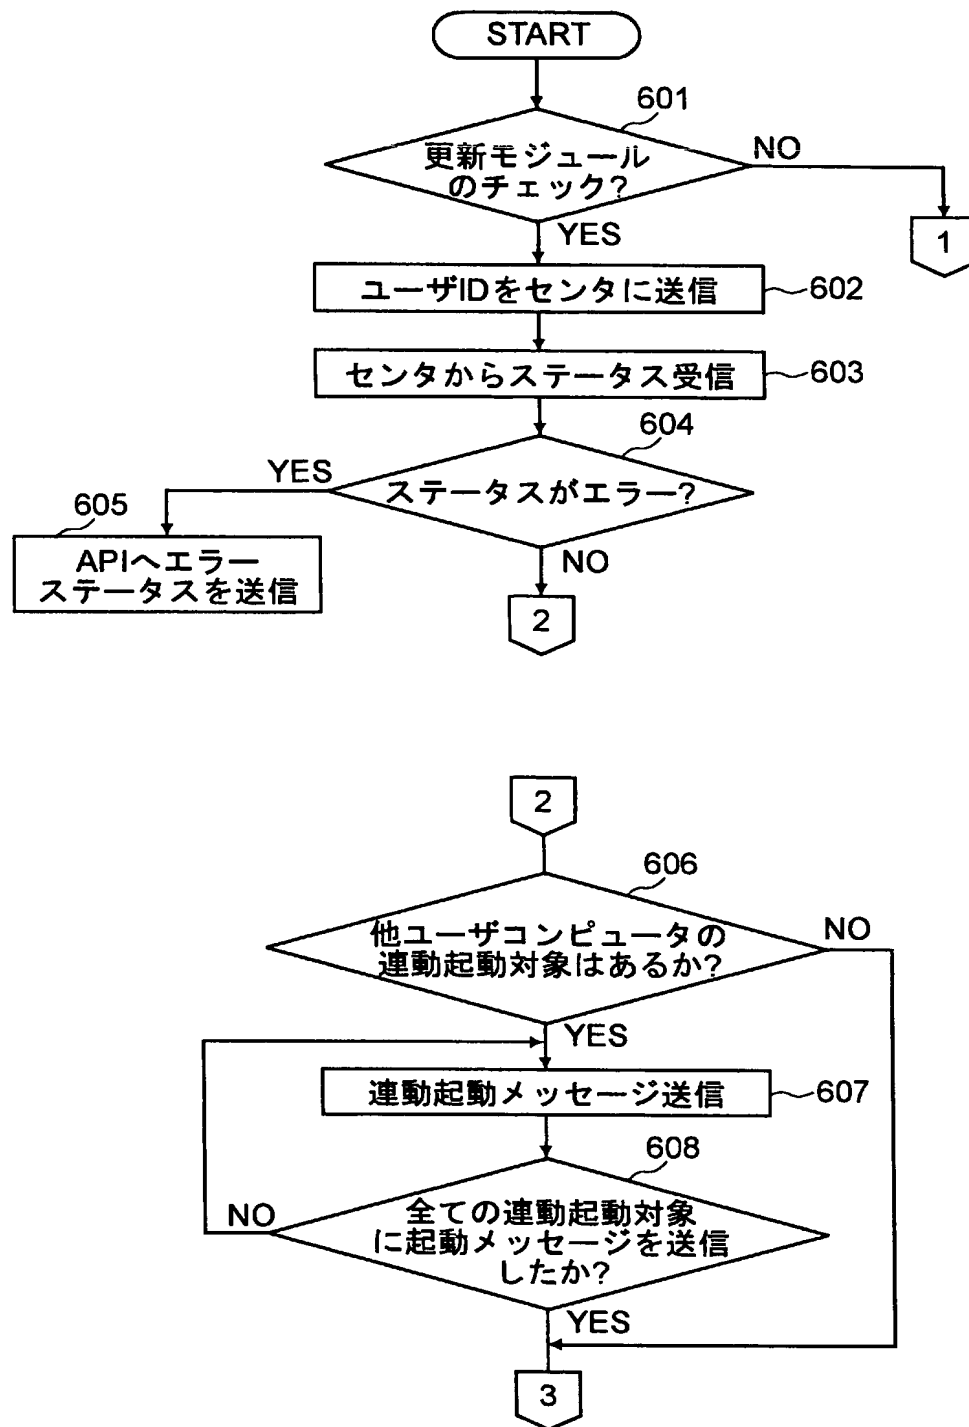 START
601
更新モジュール
のチェック?
NO
1
YES
ユーザIDをセンタに送信
602
センタからステータス受信
603
604
YES
ステータスがエラー?
605
APIへエラー
ステータスを送信
NO
2
2
606
他ユーザコンピュータの
連動起動対象はあるか?
NO
YES
連動起動メッセージ送信
607
608
NO
全ての連動起動対象
に起動メッセージを送信
したか?
YES
3